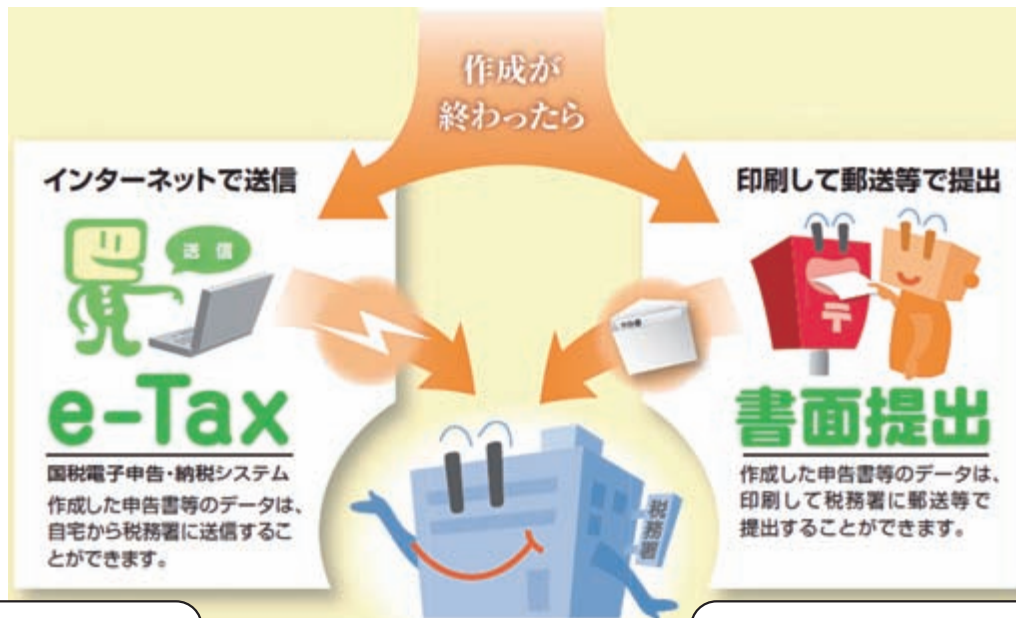 作成が
終わったら
インターネットで送信
送信
e-Tax
国税電子申告・納税システム
作成した申告書等のデータは、
自宅から税務署に送信するこ
とができます。
印刷して郵送等で提出
〒
書面提出
作成した申告書等のデータは、
印刷して税務署に郵送等で
提出することができます。
税務署